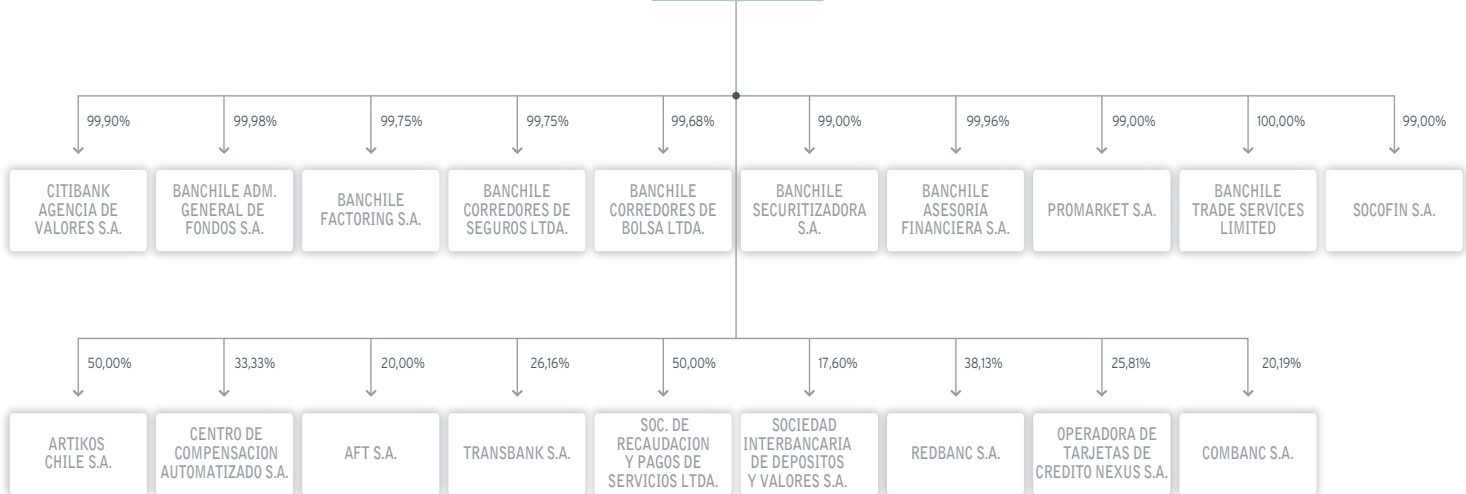 99,90%
99,98%
99,75%
99,75%
99,68%
99,00%
99,96%
99,00%
100,00%
99,00%
CITIBANK
AGENCIA DE
VALORES S.A.
BANCHILE ADM.
GENERAL DE
FONDOS S.A.
BANCHILE
FACTORING S.A.
BANCHILE
CORREDORES DE
SEGUROS LTDA.
BANCHILE
CORREDORES DE
BOLSA LTDA.
BANCHILE
SECURITIZADORA
S.A.
BANCHILE
ASESORIA
FINANCIERA S.A.
PROMARKET S.A.
BANCHILE
TRADE SERVICES
LIMITED
SOCOFIN S.A.
50,00%
33,33%
20,00%
26,16%
50,00%
17,60%
38,13%
25,81%
20,19%
ARTIKOS
CHILE S.A.
CENTRO DE
COMPENSACION
AUTOMATIZADO S.A.
AFT S.A.
TRANSBANK S.A.
SOC. DE
RECAUDACION
Y PAGOS DE
SERVICIOS LTDA.
SOCIEDAD
INTERBANCARIA
DE DEPOSITOS
Y VALORES S.A.
REDBANC S.A.
OPERADORA DE
TARJETAS DE
CREDITO NEXUS S.A.
COMBANC S.A.